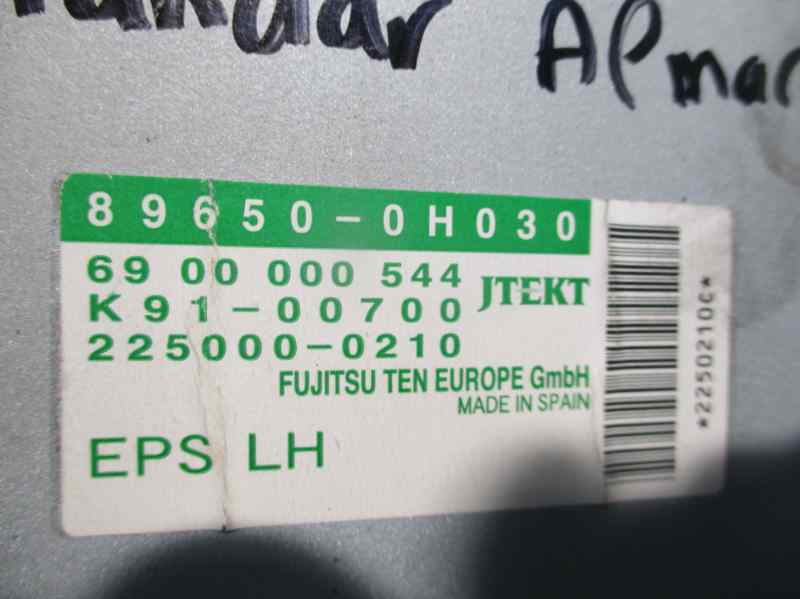 Almar
89650-0H030
69 00 000 544
JTEKT
K91-00700
225000-0210
FUJITSU TEN EUROPE GmbH
MADE IN SPAIN
EPS LH
*2250210C*